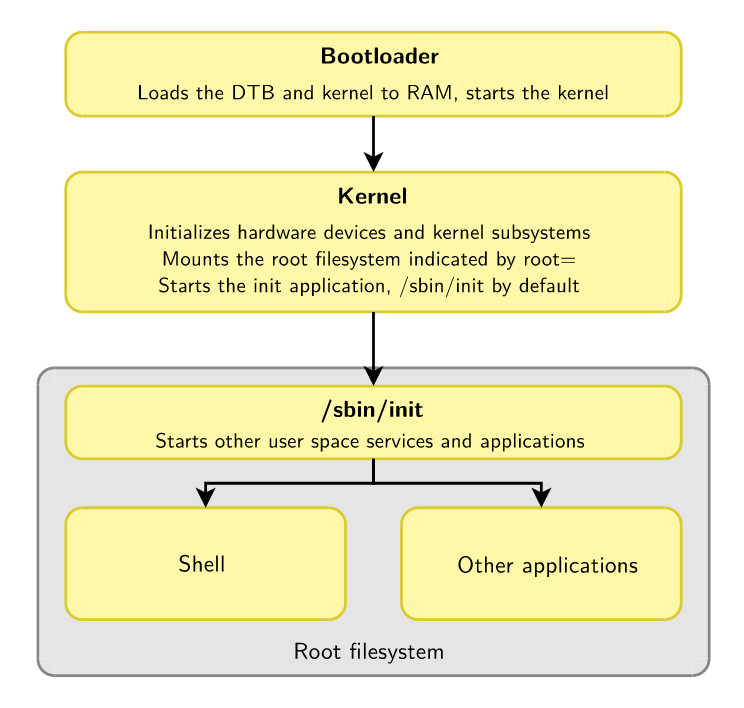 Bootloader
Loads the DTB and kernel to RAM, starts the kernel
Kernel
Initializes hardware devices and kernel subsystems
Mounts the root filesystem indicated by root=
Starts the init application, /sbin/init by default
/sbin/init
Starts other user space services and applications
Shell
Other applications
Root filesystem